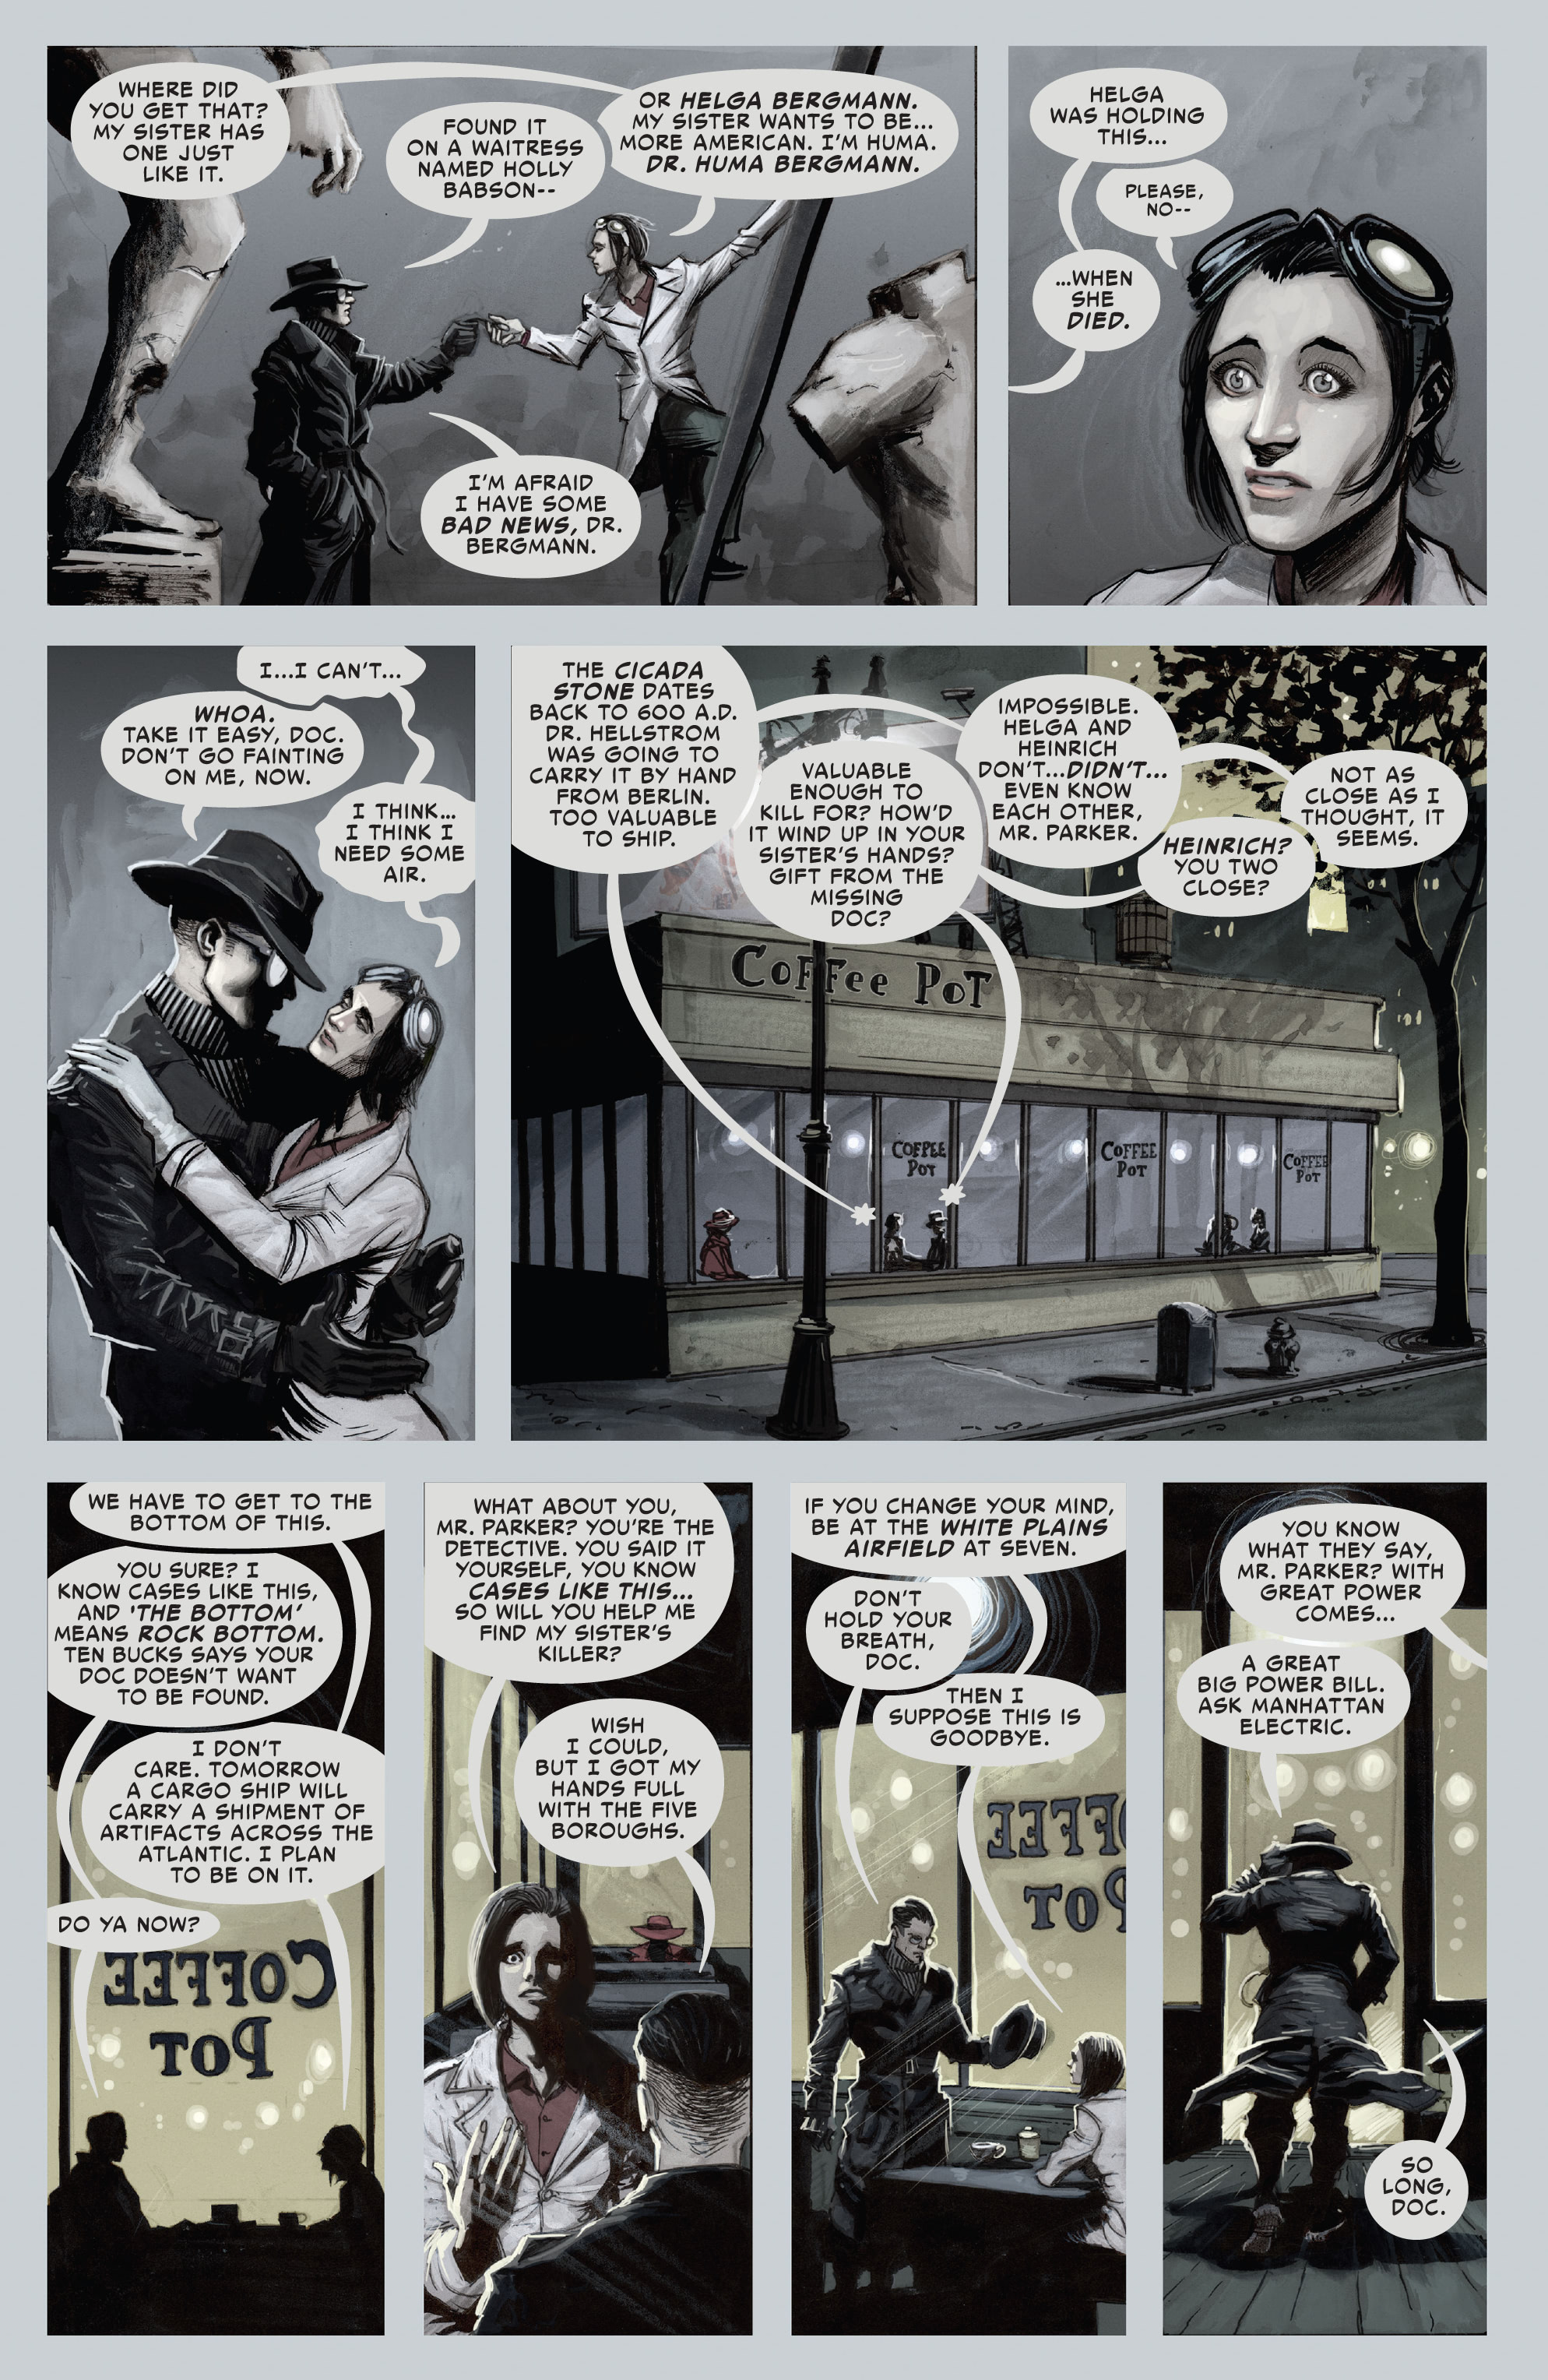 WHERE DID
YOU GET THAT?
MY SISTER HAS
ONE JUST
LIKE IT.
FOUND IT
ON A WAITRESS
NAMED HOLLY
BABSON--
OR HELGA BERGMANN.
MY SISTER WANTS TO BE...
MORE AMERICAN. I'M HUMA.
DR. HUMA BERGMANN.
I'M AFRAID
I HAVE SOME
BAD NEWS, DR.
BERGMANN.
HELGA
WAS HOLDING
THIS...
PLEASE,
NO--
...WHEN
SHE
DIED.
I...I CAN'T...
WHOA.
TAKE IT EASY, DOC.
DON'T GO FAINTING
ON ME, NOW.
I THINK...
I THINK I
NEED SOME
AIR.
THE CICADA
STONE DATES
BACK TO 600 A.D.
DR. HELLSTROM
WAS GOING TO
CARRY IT BY HAND
FROM BERLIN.
TOO VALUABLE
TO SHIP.
VALUABLE
ENOUGH TO
KILL FOR? HOW'D
IT WIND UP IN YOUR
SISTER'S HANDS?
GIFT FROM THE
MISSING
DOC?
IMPOSSIBLE.
HELGA AND
HEINRICH
DON'T...DIDN'T...
EVEN KNOW
EACH OTHER,
MR. PARKER.
HEINRICH?
YOU TWO
CLOSE?
NOT AS
CLOSE AS I
THOUGHT, IT
SEEMS.
COFFEE POT
COFFEE
POT
COFFEE
POT
COFFEE
POT
WE HAVE TO GET TO THE
BOTTOM OF THIS.
YOU SURE? I
KNOW CASES LIKE THIS,
AND 'THE BOTTOM'
MEANS ROCK BOTTOM.
TEN BUCKS SAYS YOUR
DOC DOESN'T WANT
TO BE FOUND.
I DON'T
CARE. TOMORROW
A CARGO SHIP WILL
CARRY A SHIPMENT OF
ARTIFACTS ACROSS THE
ATLANTIC. I PLAN
TO BE ON IT.
DO YA NOW?
COFFEE
POT
WHAT ABOUT YOU,
MR. PARKER? YOU'RE THE
DETECTIVE. YOU SAID IT
YOURSELF, YOU KNOW
CASES LIKE THIS...
SO WILL YOU HELP ME
FIND MY SISTER'S
KILLER?
WISH
I COULD,
BUT I GOT MY
HANDS FULL
WITH THE FIVE
BOROUGHS.
IF YOU CHANGE YOUR MIND,
BE AT THE WHITE PLAINS
AIRFIELD AT SEVEN.
DON'T
HOLD YOUR
BREATH,
DOC.
THEN I
SUPPOSE THIS IS
GOODBYE.
FFEE
POT
YOU KNOW
WHAT THEY SAY,
MR. PARKER? WITH
GREAT POWER
COMES...
A GREAT
BIG POWER BILL.
ASK MANHATTAN
ELECTRIC.
SO
LONG,
DOC.